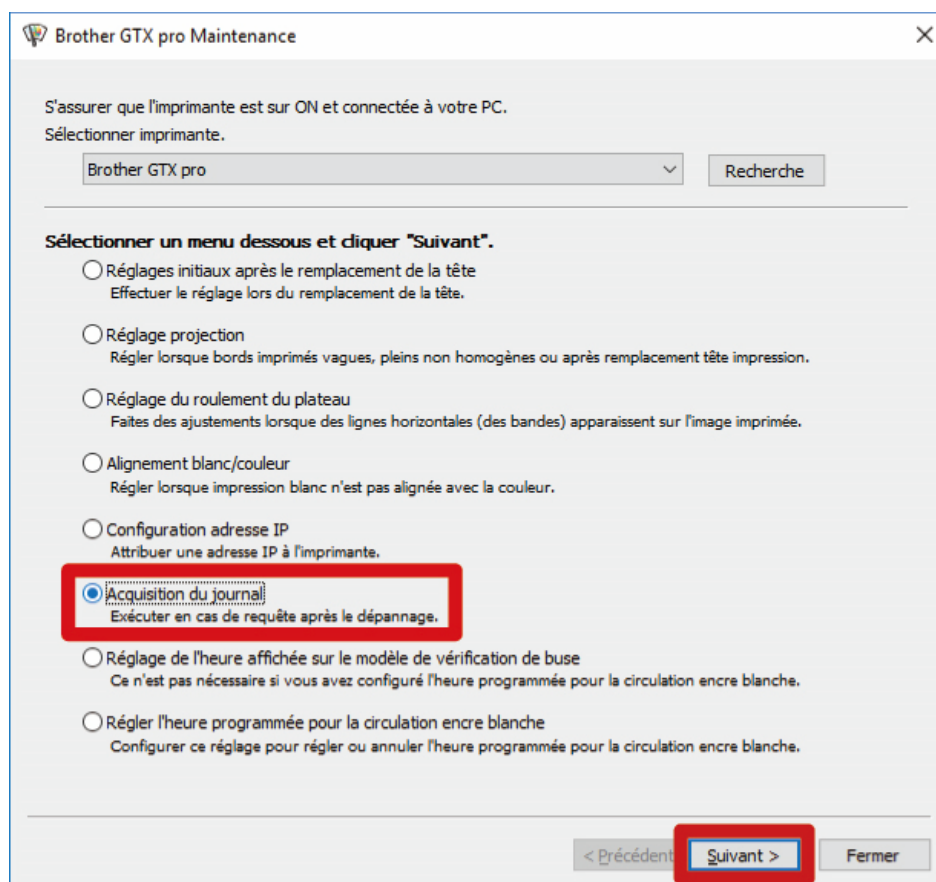 Brother GTX pro Maintenance
S'assurer que l'imprimante est sur ON et connectée à votre PC.
Sélectionner imprimante.
Brother GTX pro
Recherche
Sélectionner un menu dessous et cliquer "Suivant".
Réglages initiaux après le remplacement de la tête
Effectuer le réglage lors du remplacement de la tête.
Réglage projection
Régler lorsque bords imprimés vagues, pleins non homogènes ou après remplacement tête impression.
Réglage du roulement du plateau
Faites des ajustements lorsque des lignes horizontales (des bandes) apparaissent sur l'image imprimée.
Alignement blanc/couleur
Régler lorsque impression blanc n'est pas alignée avec la couleur.
Configuration adresse IP
Attribuer une adresse IP à l'imprimante.
Acquisition du journal
Exécuter en cas de requête après le dépannage.
Réglage de l'heure affichée sur le modèle de vérification de buse
Ce n'est pas nécessaire si vous avez configuré l'heure programmée pour la circulation encre blanche.
Régler l'heure programmée pour la circulation encre blanche
Configurer ce réglage pour régler ou annuler l'heure programmée pour la circulation encre blanche.
< Précédent
Suivant >
Fermer